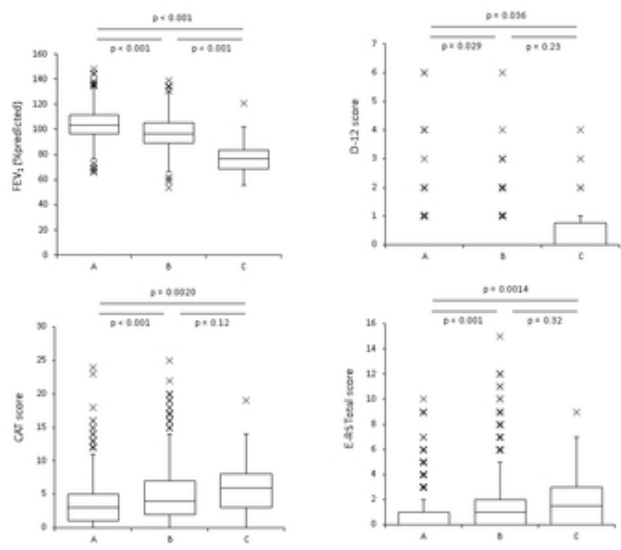 p < 0.001
p < 0.001 p < 0.001
FEV₁ (%predicted)
160
140
120
100
80
60
40
20
0
A B C
p = 0.036
p = 0.029 p = 0.23
D-12 score
7
6
5
4
3
2
1
0
A B C
p = 0.0020
p < 0.001 p = 0.12
CAT score
30
25
20
15
10
5
0
A B C
p = 0.0014
p < 0.001 p = 0.32
E-RS Total score
16
14
12
10
8
6
4
2
0
A B C